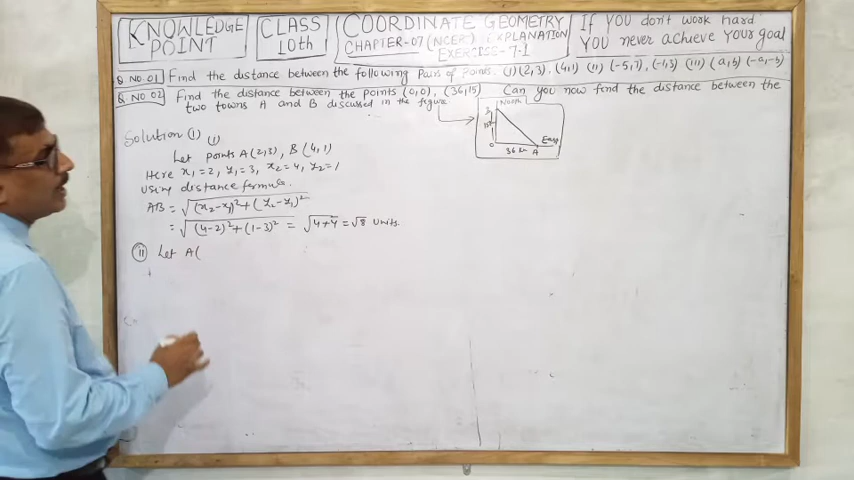 KNOWLEDGE
POINT
CLASS
10th
COORDINATE GEOMETRY
CHAPTER-07 (NCERT) EXPLANATION
EXERCISE-7.1
If YOU don't work hard
YOU never achieve YOUR goal
Q.NO 01 Find the distance between the following Pairs of Points. (i) (2,3), (4,1) (ii) (-5,7), (-1,3) (iii) (a,b) (-a,-b)
Q.NO 02 Find the distance between the points (0,0), (36,15) Can you now find the distance between the
two towns A and B discussed in the figure
North
East
0 36 km A
Solution (i)
(i)
Let points A(2,3), B(4,1)
Here x₁=2, y₁=3, x₂=4, y₂=1
Using distance formula.
AB = √(x₂-x₁)²+(y₂-y₁)²
= √(4-2)²+(1-3)² = √4+4 = √8 units.
(ii) Let A(